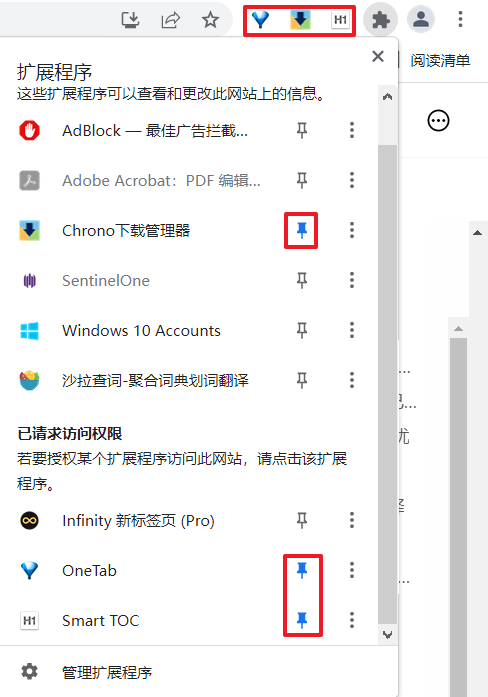 H1
阅读清单
扩展程序
这些扩展程序可以查看和更改此网站上的信息。
AdBlock — 最佳广告拦截...
Adobe Acrobat：PDF 编辑...
Chrono下载管理器
SentinelOne
Windows 10 Accounts
沙拉查词-聚合词典划词翻译
已请求访问权限
若要授权某个扩展程序访问此网站，请点击该扩展
程序。
Infinity 新标签页 (Pro)
OneTab
H1 Smart TOC
管理扩展程序